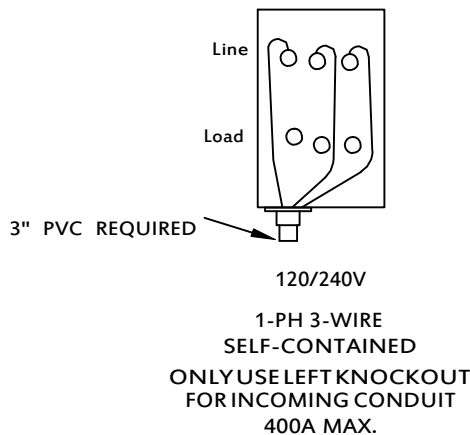 Line
Load
3" PVC REQUIRED
120/240V
1-PH 3-WIRE
SELF-CONTAINED
ONLY USE LEFT KNOCKOUT
FOR INCOMING CONDUIT
400A MAX.